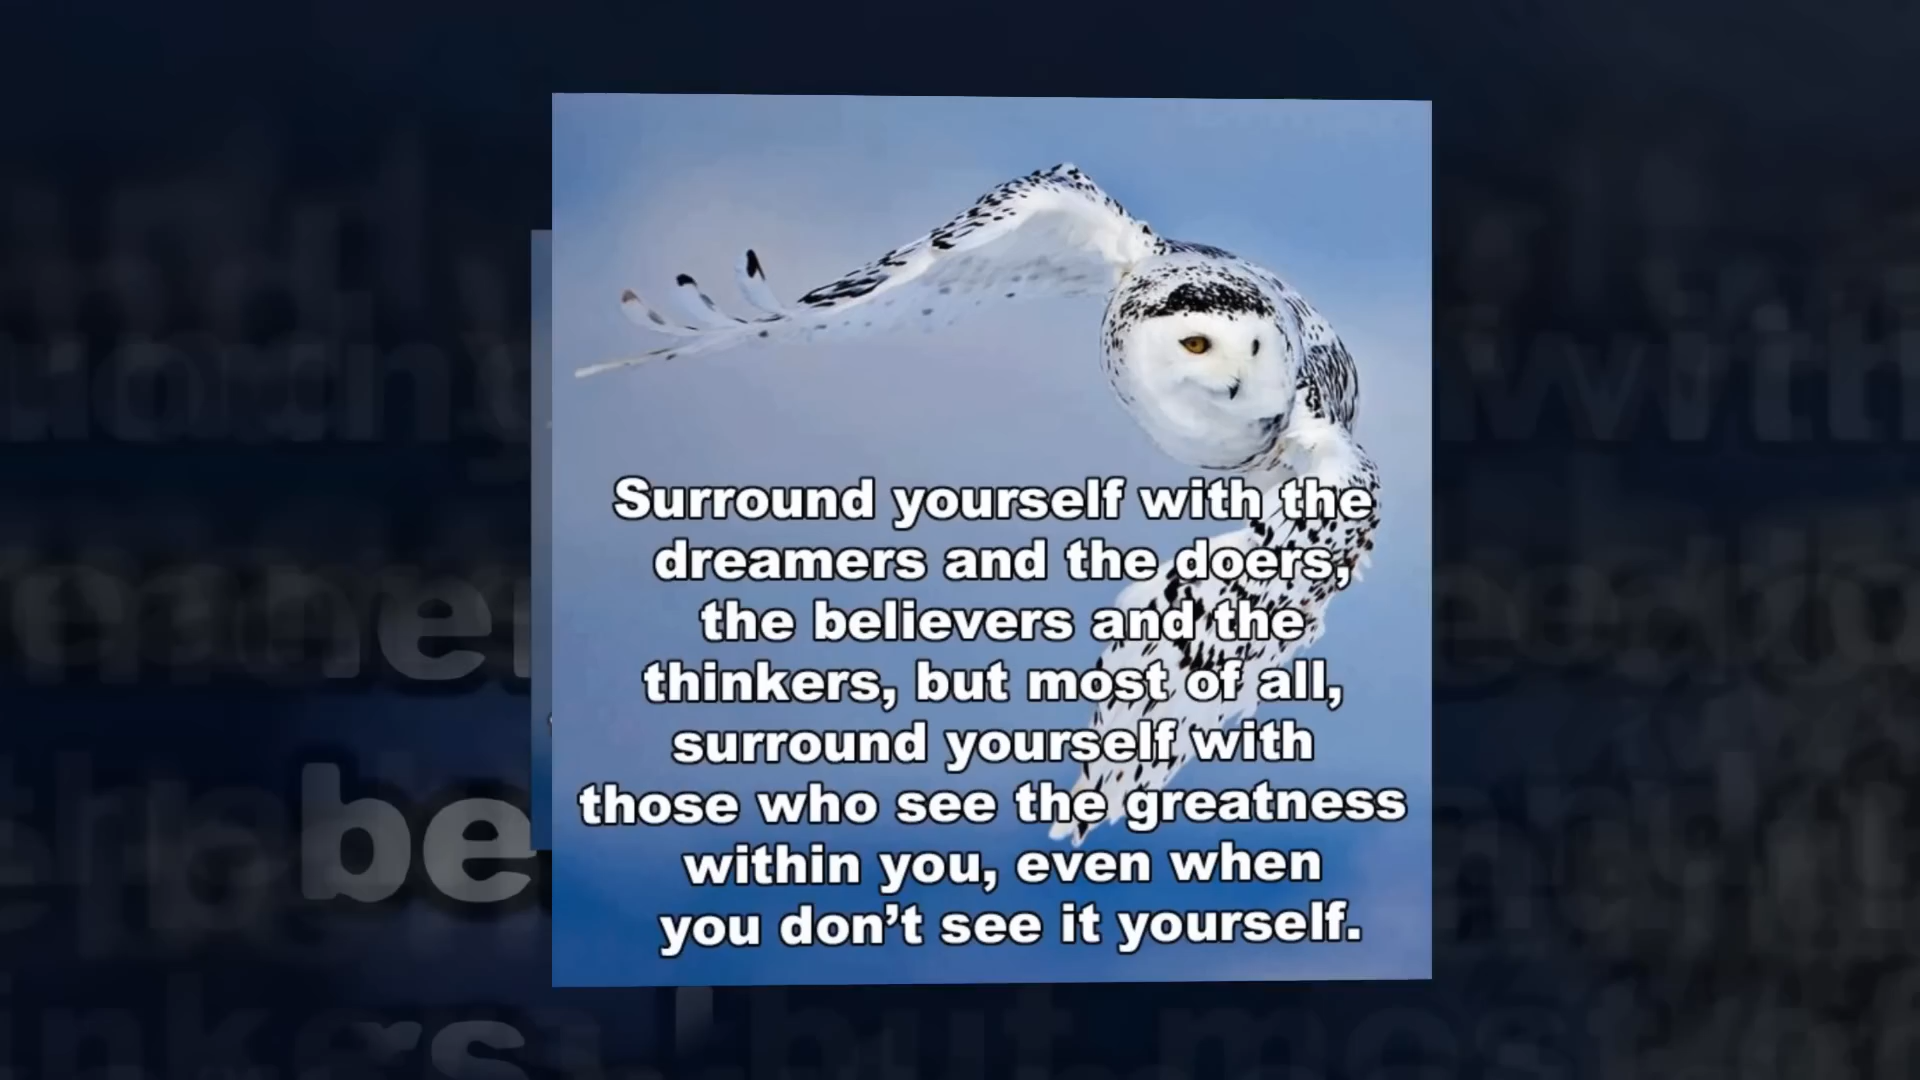 Surround yourself with the
dreamers and the doers,
the believers and the
thinkers, but most of all,
surround yourself with
those who see the greatness
within you, even when
you don’t see it yourself.